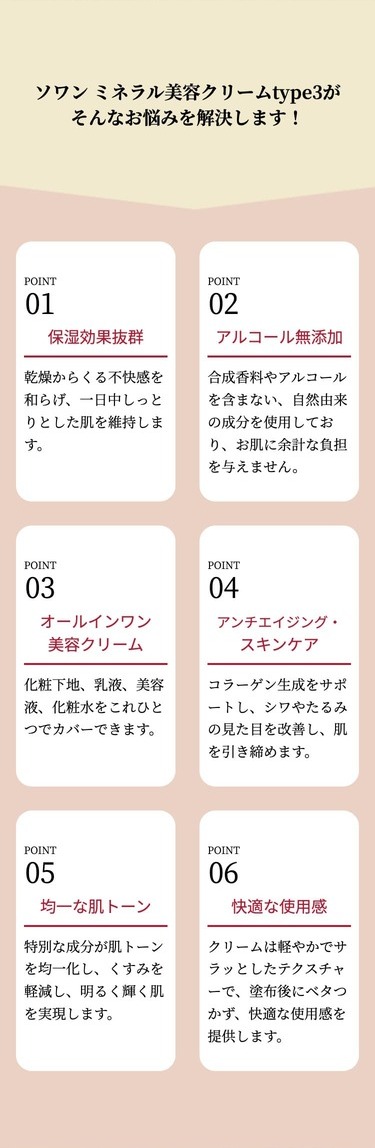 ソワン ミネラル美容クリームtype3が
そんなお悩みを解決します！
POINT
01
保湿効果抜群
乾燥からくる不快感を
和らげ、一日中しっと
りとした肌を維持しま
す。
POINT
02
アルコール無添加
合成香料やアルコール
を含まない、自然由来
の成分を使用してお
り、お肌に余計な負担
を与えません。
POINT
03
オールインワン
美容クリーム
化粧下地、乳液、美容
液、化粧水をこれひと
つでカバーできます。
POINT
04
アンチエイジング・
スキンケア
コラーゲン生成をサポ
ートし、シワやたるみ
の見た目を改善し、肌
を引き締めます。
POINT
05
均一な肌トーン
特別な成分が肌トーン
を均一化し、くすみを
軽減し、明るく輝く肌
を実現します。
POINT
06
快適な使用感
クリームは軽やかでサ
ラッとしたテクスチャ
ーで、塗布後にベタつ
かず、快適な使用感を
提供します。